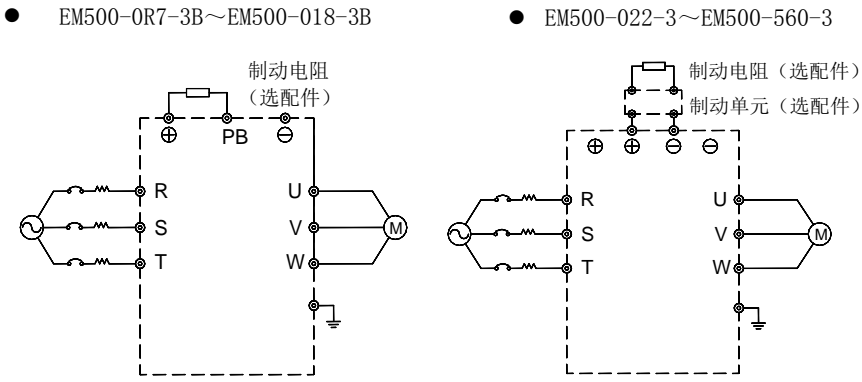 ● EM500-0R7-3B～EM500-018-3B
制动电阻
（选配件）
⊕ PB ⊖
R U
S V M
T W
● EM500-022-3～EM500-560-3
制动电阻（选配件）
制动单元（选配件）
⊕ ⊕ ⊖ ⊖
R U
S V M
T W